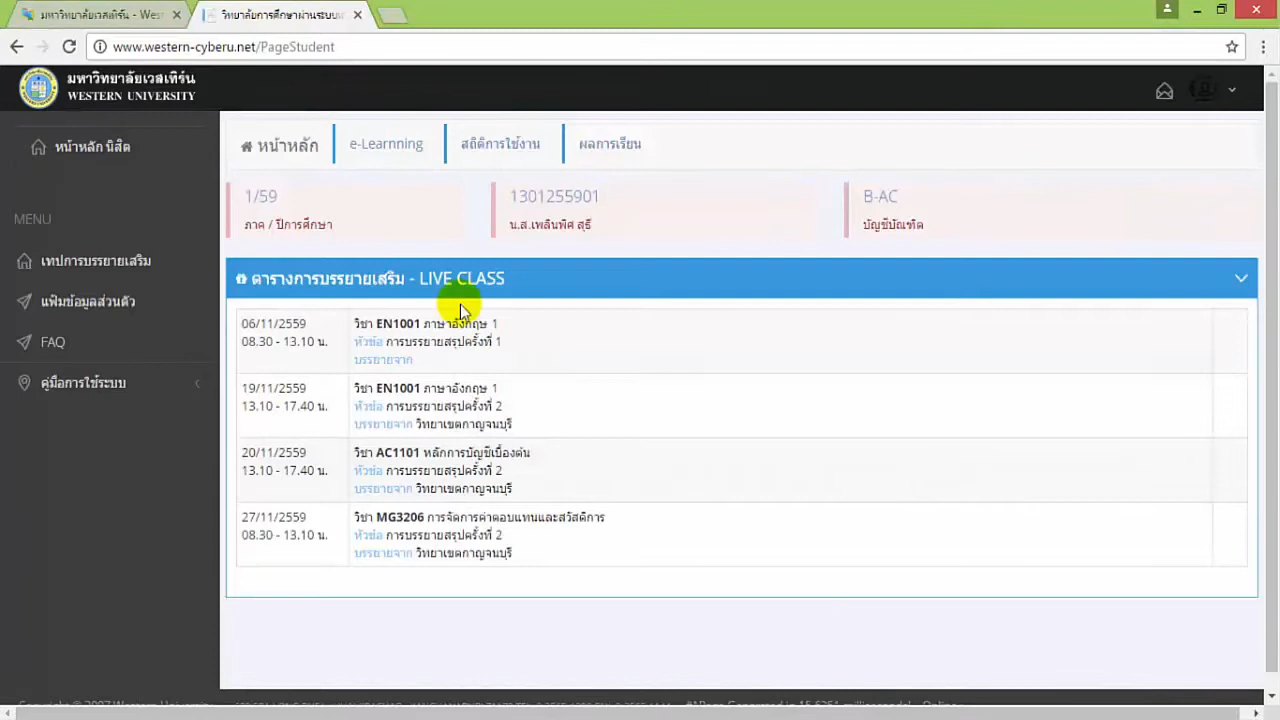 มหาวิทยาลัยเวสเทิร์น - Wes
วิทยาลัยการศึกษาผ่านระบบ
www.western-cyberu.net/PageStudent
มหาวิทยาลัยเวสเทิร์น
WESTERN UNIVERSITY
หน้าหลัก นิสิต
หน้าหลัก
e-Learnning
สถิติการใช้งาน
ผลการเรียน
1/59
1301255901
B-AC
ภาค / ปีการศึกษา
น.ส.เพลินพิศ สุธี
บัญชีบัณฑิต
MENU
เทปการบรรยายเสริม
แฟ้มข้อมูลส่วนตัว
FAQ
คู่มือการใช้ระบบ
ตารางการบรรยายเสริม - LIVE CLASS
06/11/2559
08.30 - 13.10 น.
วิชา EN1001 ภาษาอังกฤษ 1
หัวข้อ การบรรยายสรุปครั้งที่ 1
บรรยายจาก
19/11/2559
13.10 - 17.40 น.
วิชา EN1001 ภาษาอังกฤษ 1
หัวข้อ การบรรยายสรุปครั้งที่ 2
บรรยายจาก วิทยาเขตกาญจนบุรี
20/11/2559
13.10 - 17.40 น.
วิชา AC1101 หลักการบัญชีเบื้องต้น
หัวข้อ การบรรยายสรุปครั้งที่ 2
บรรยายจาก วิทยาเขตกาญจนบุรี
27/11/2559
08.30 - 13.10 น.
วิชา MG3206 การจัดการค่าตอบแทนและสวัสดิการ
หัวข้อ การบรรยายสรุปครั้งที่ 2
บรรยายจาก วิทยาเขตกาญจนบุรี